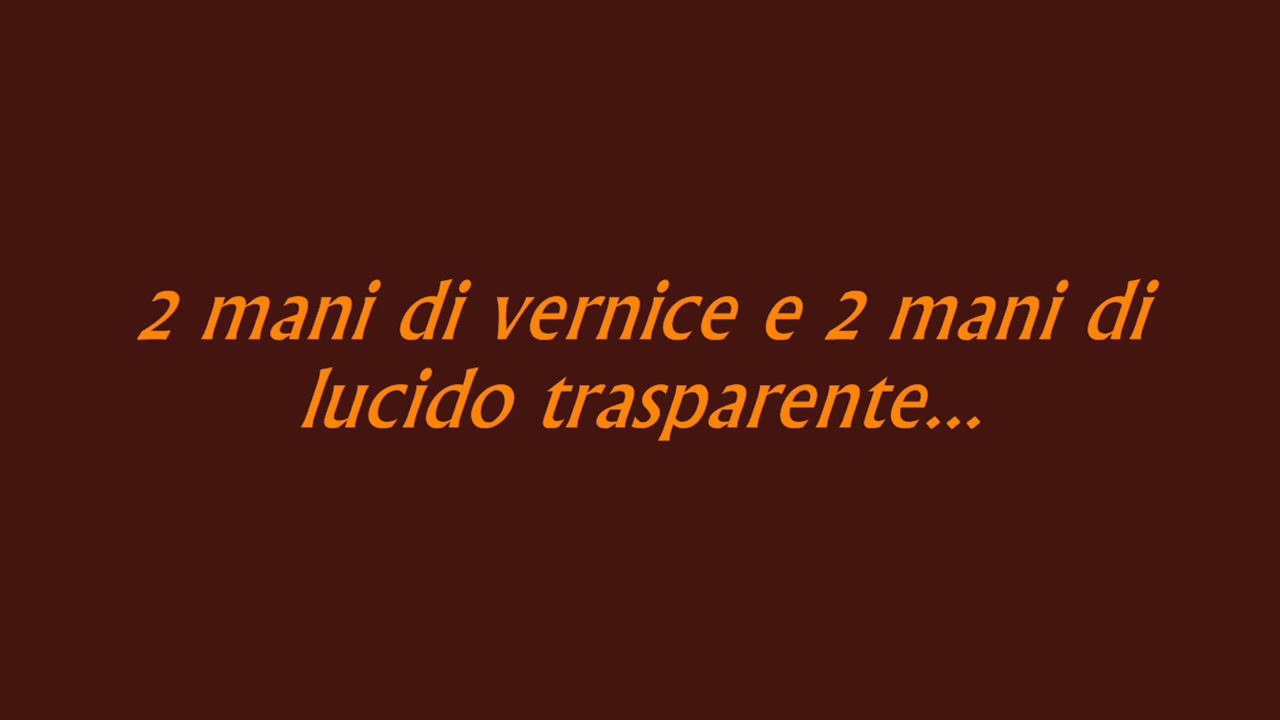 2 mani di vernice e 2 mani di
lucido trasparente...